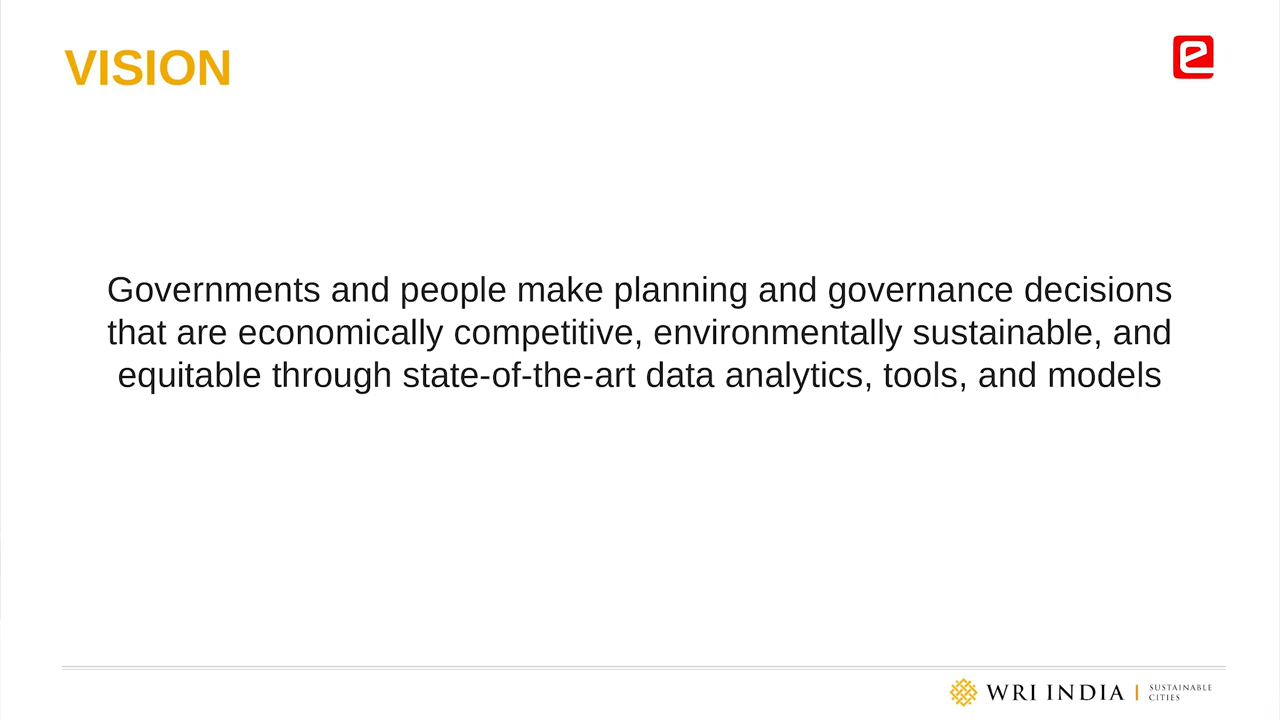 VISION
e
Governments and people make planning and governance decisions
that are economically competitive, environmentally sustainable, and
equitable through state-of-the-art data analytics, tools, and models
WRI INDIA | SUSTAINABLE
CITIES